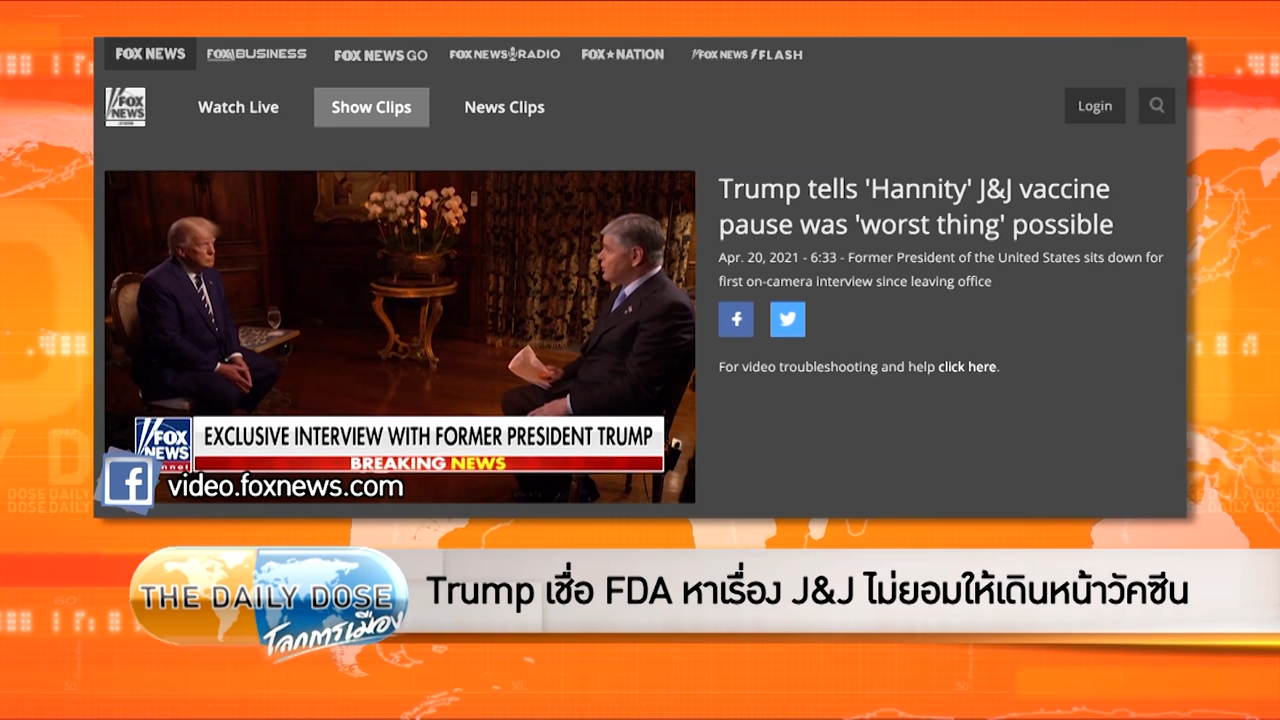 FOX NEWS
FOX BUSINESS
FOX NEWS GO
FOX NEWS RADIO
FOX NATION
FOX NEWS FLASH
FOX
NEWS
Watch Live
Show Clips
News Clips
Login
Trump tells 'Hannity' J&J vaccine
pause was 'worst thing' possible
Apr. 20, 2021 - 6:33 - Former President of the United States sits down for
first on-camera interview since leaving office
For video troubleshooting and help click here.
FOX
NEWS
EXCLUSIVE INTERVIEW WITH FORMER PRESIDENT TRUMP
BREAKING NEWS
video.foxnews.com
DOSE DAILY
DOSE DAILY
THE DAILY DOSE
โลกการเมือง
Trump เชื่อ FDA หาเรื่อง J&J ไม่ยอมให้เดินหน้าวัคซีน